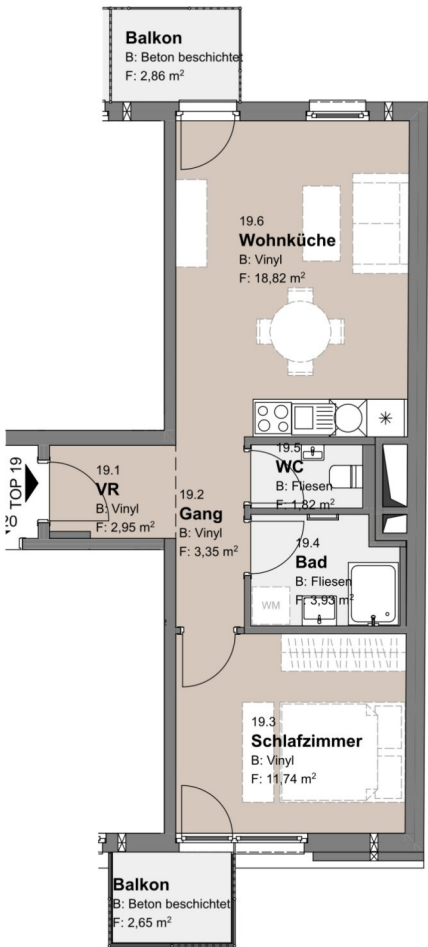 Balkon
B: Beton beschichtet
F: 2,86 m²
19.6
Wohnküche
B: Vinyl
F: 18,82 m²
19.5
WC
B: Fliesen
F: 1,82 m²
TOP 19
20
19.1
VR
B: Vinyl
F: 2,95 m²
19.2
Gang
B: Vinyl
F: 3,35 m²
19.4
Bad
B: Fliesen
F: 3,93 m²
WM
19.3
Schlafzimmer
B: Vinyl
F: 11,74 m²
Balkon
B: Beton beschichtet
F: 2,65 m²